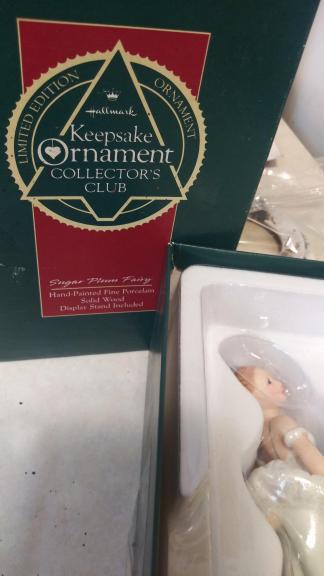 LIMITED EDITION ORNAMENT
Hallmark
Keepsake
Ornament
COLLECTOR'S
CLUB
Sugar Plum Fairy
Hand-Painted Fine Porcelain
Solid Wood
Display Stand Included